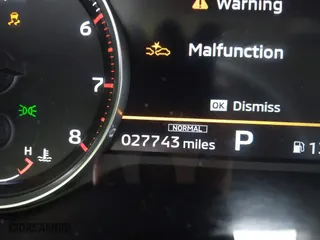 Warning
Malfunction
OK Dismiss
6
7
8
H
NORMAL
027743 miles
P